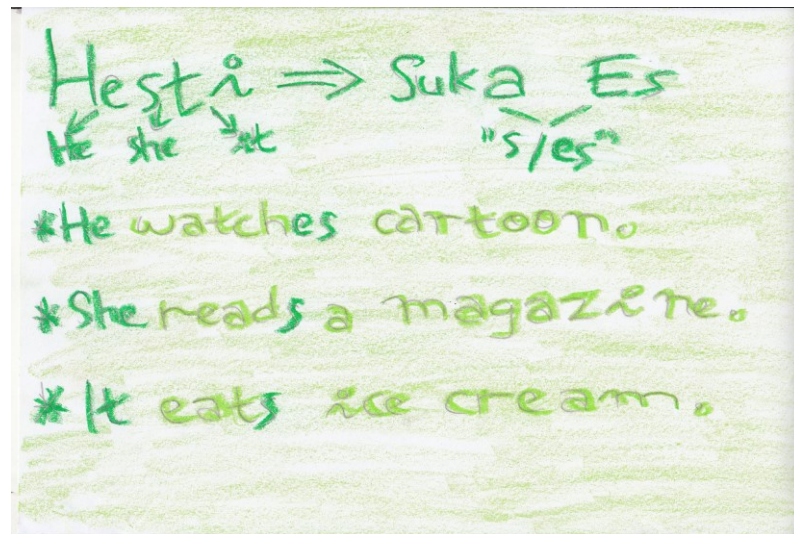 Hesti ⇒ Suka Es
He she it "s/es"
*He watches cartoon.
*She reads a magazine.
*It eats ice cream.